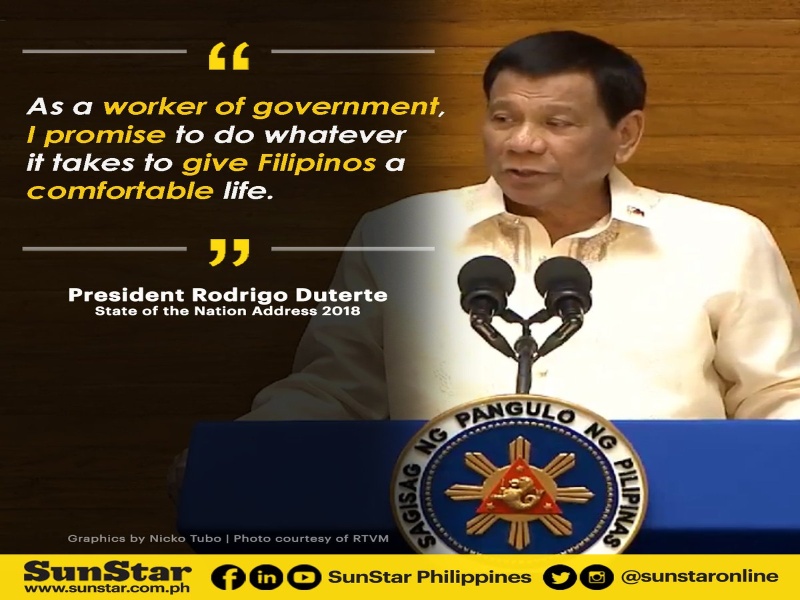 “
As a worker of government,
I promise to do whatever
it takes to give Filipinos a
comfortable life.
”
President Rodrigo Duterte
State of the Nation Address 2018
SAGISAG NG PANGULO NG PILIPINAS
Graphics by Nicko Tubo | Photo courtesy of RTVM
SunStar
www.sunstar.com.ph
SunStar Philippines
@sunstaronline